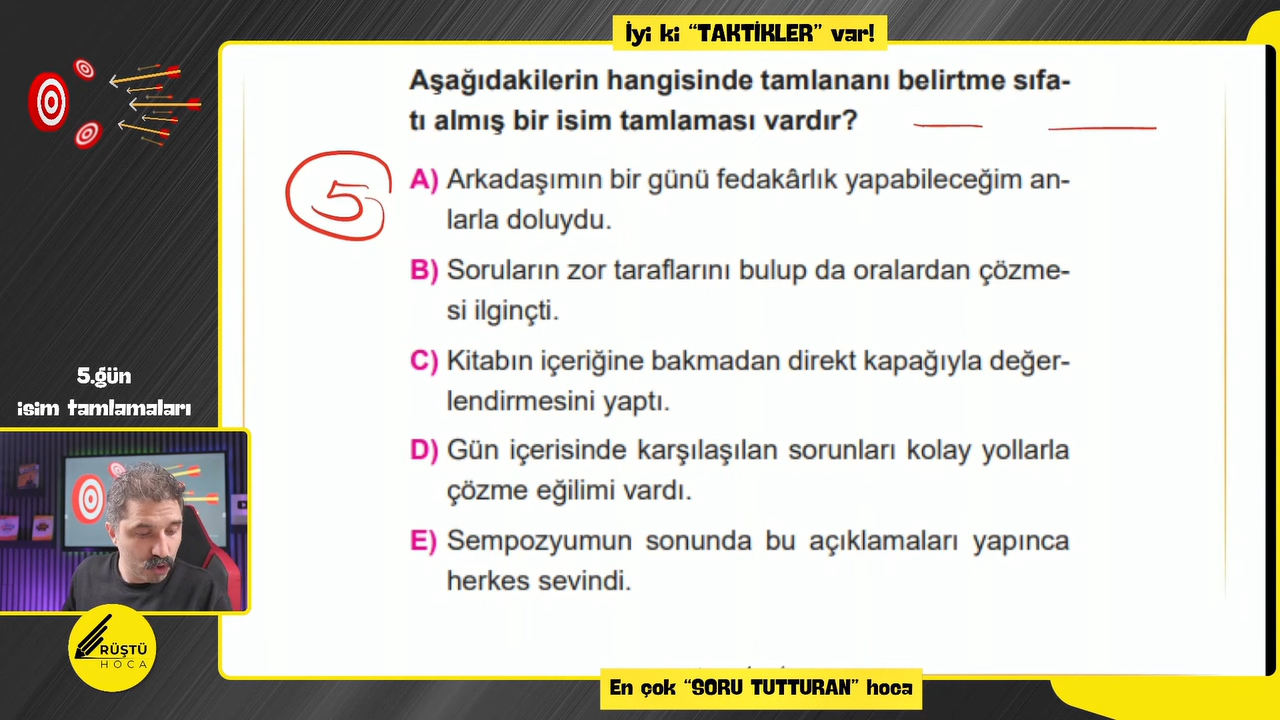 İyi ki “TAKTİKLER” var!
Aşağıdakilerin hangisinde tamlananı belirtme sıfa-
tı almış bir isim tamlaması vardır?
5
A) Arkadaşımın bir günü fedakârlık yapabileceğim an-
larla doluydu.
B) Soruların zor taraflarını bulup da oralardan çözme-
si ilginçti.
C) Kitabın içeriğine bakmadan direkt kapağıyla değer-
lendirmesini yaptı.
D) Gün içerisinde karşılaşılan sorunları kolay yollarla
çözme eğilimi vardı.
E) Sempozyumun sonunda bu açıklamaları yapınca
herkes sevindi.
5.gün
isim tamlamaları
RÜŞTÜ
HOCA
En çok “SORU TUTTURAN” hoca